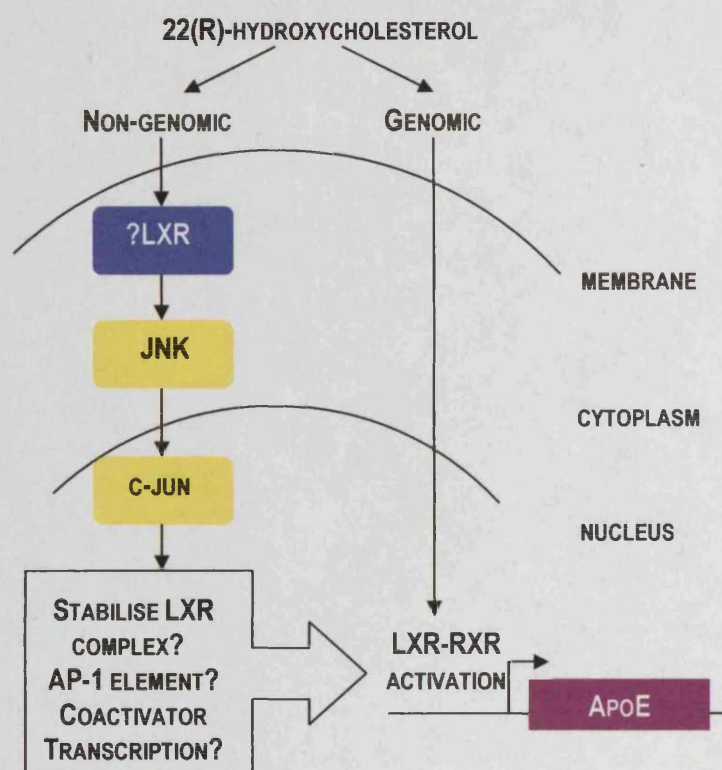 22(R)-HYDROXYCHOLESTEROL
NON-GENOMIC
GENOMIC
?LXR
MEMBRANE
JNK
CYTOPLASM
C-JUN
NUCLEUS
STABILISE LXR
COMPLEX?
AP-1 ELEMENT?
COACTIVATOR
TRANSCRIPTION?
LXR-RXR
ACTIVATION
APOE